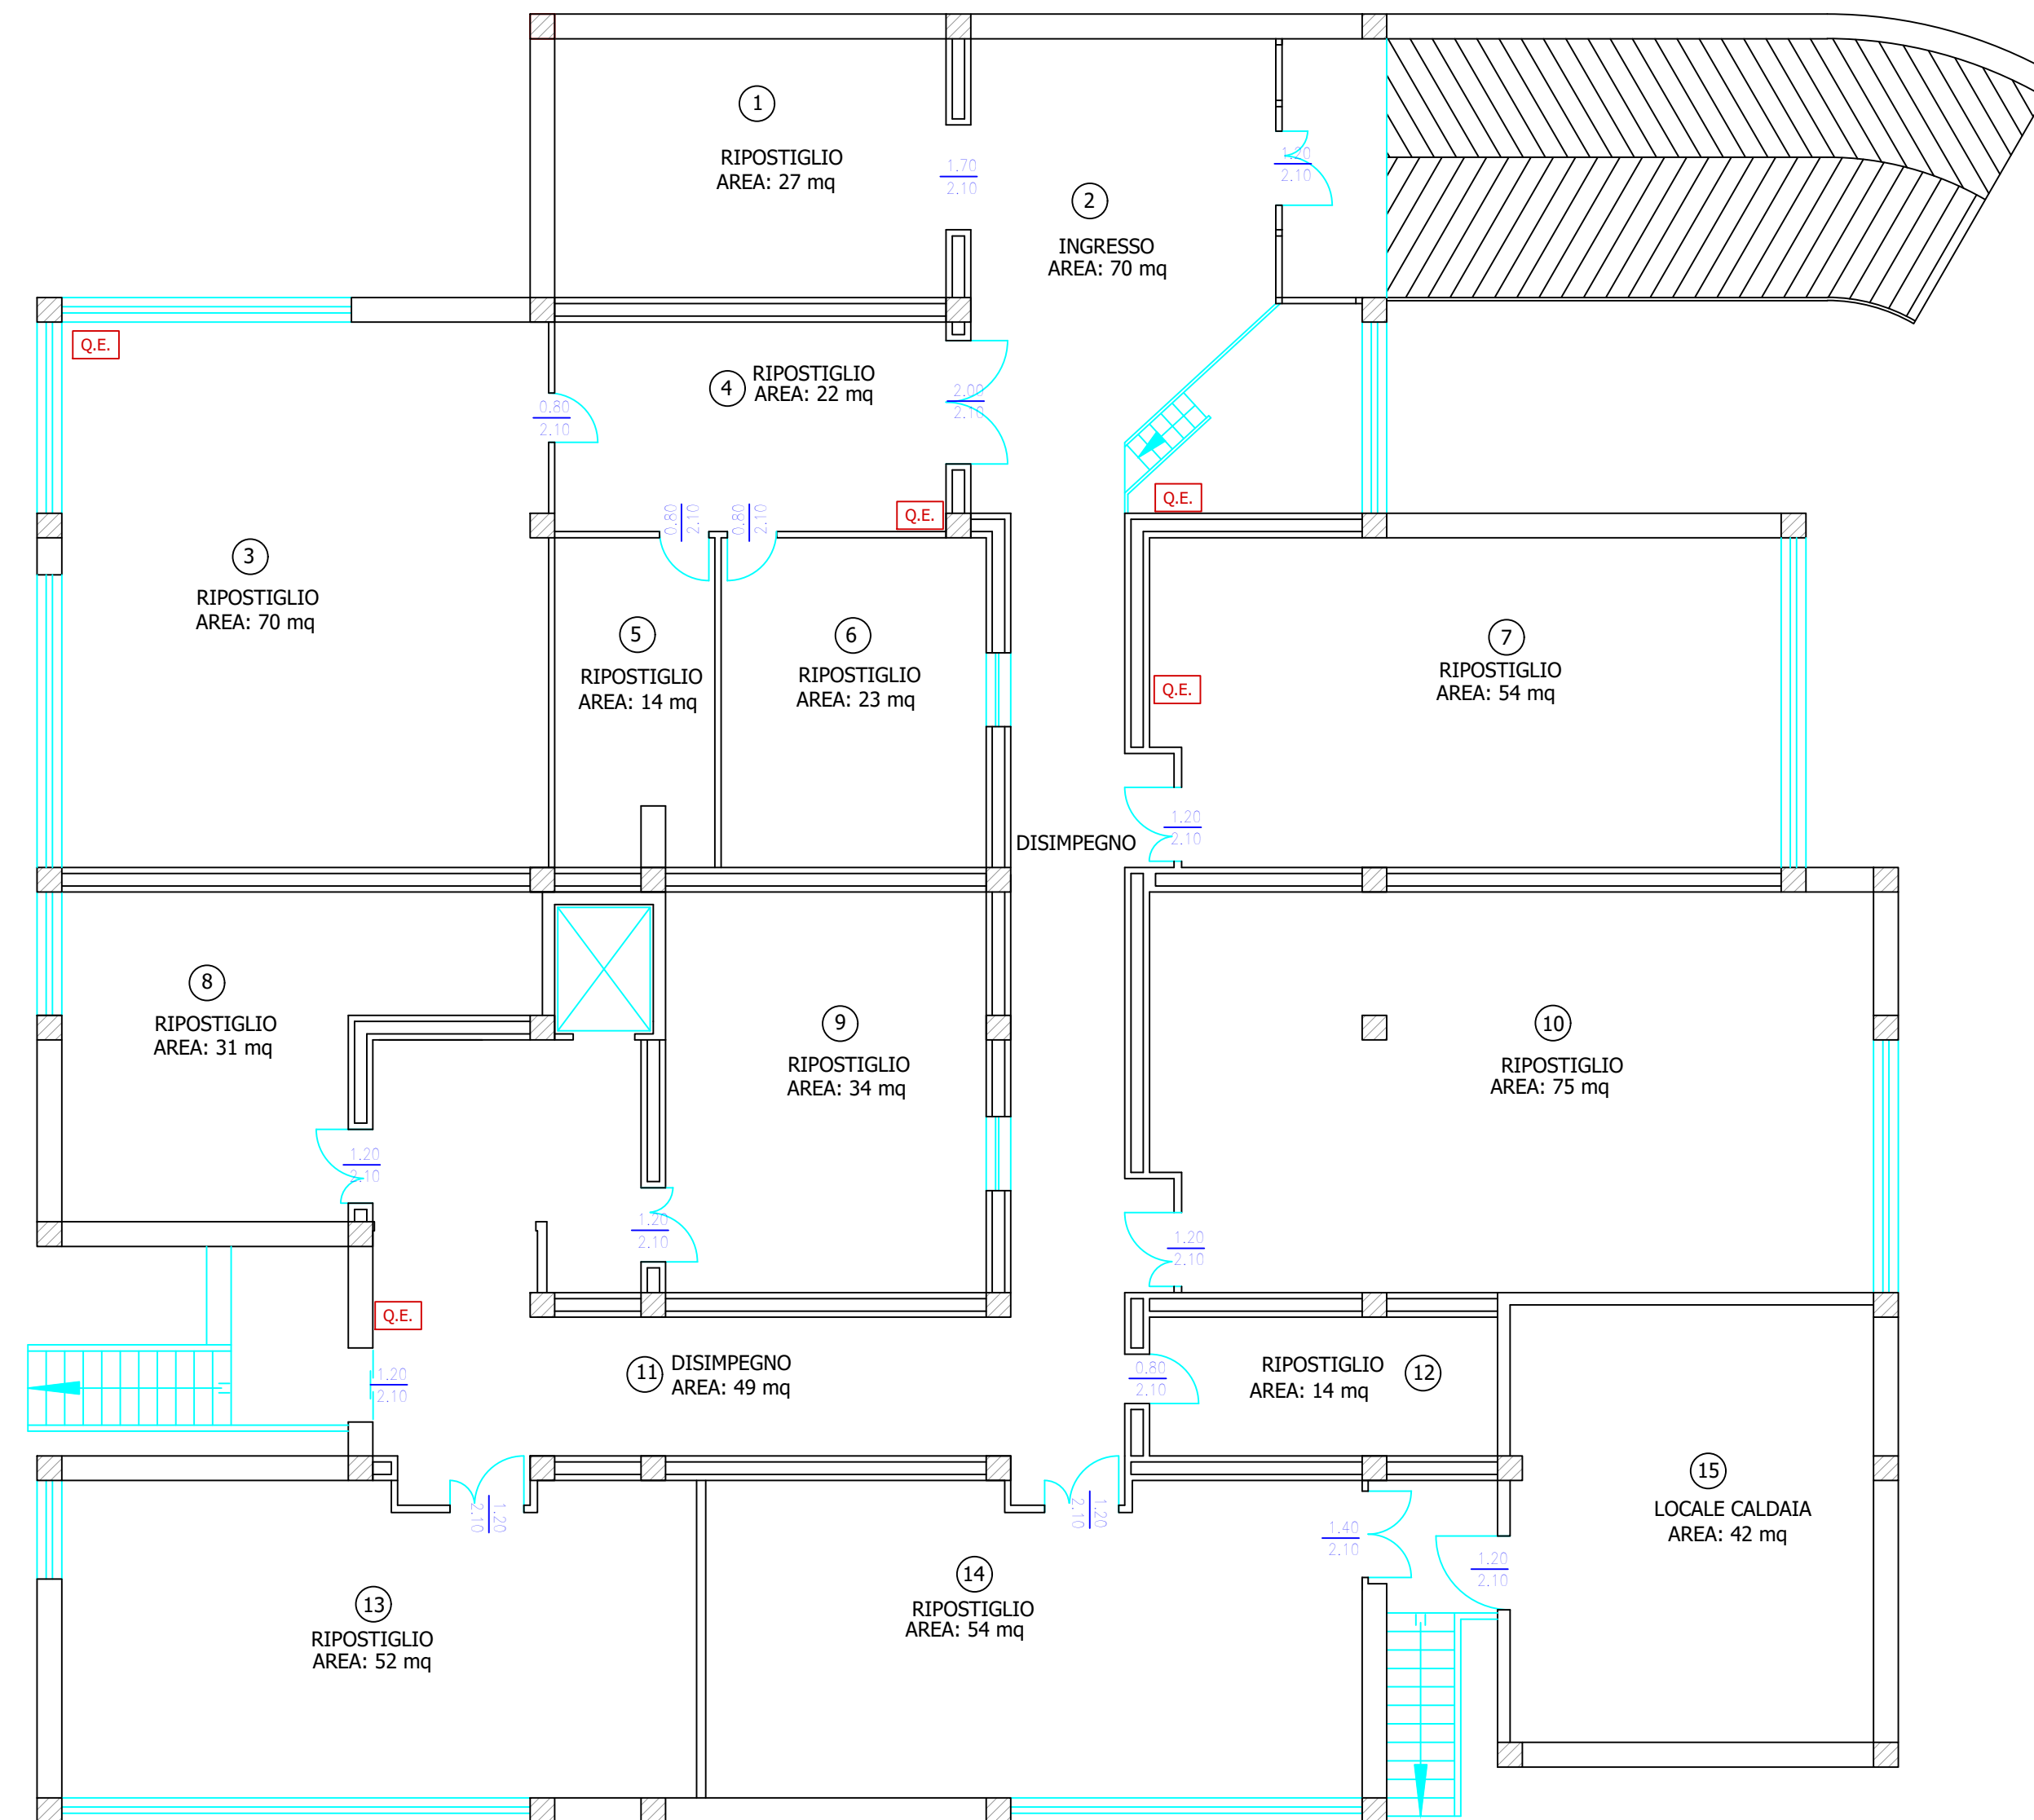 1
RIPOSTIGLIO
AREA: 27 mq
1.70
2.10
1.20
2.10
2
INGRESSO
AREA: 70 mq
Q.E.
4
RIPOSTIGLIO
AREA: 22 mq
0.80
2.10
2.00
2.10
Q.E.
Q.E.
0.80
2.10
0.80
2.10
3
RIPOSTIGLIO
AREA: 70 mq
5
RIPOSTIGLIO
AREA: 14 mq
6
RIPOSTIGLIO
AREA: 23 mq
7
RIPOSTIGLIO
AREA: 54 mq
Q.E.
1.20
2.10
DISIMPEGNO
8
RIPOSTIGLIO
AREA: 31 mq
9
RIPOSTIGLIO
AREA: 34 mq
10
RIPOSTIGLIO
AREA: 75 mq
1.20
2.10
1.20
2.10
1.20
2.10
Q.E.
11
DISIMPEGNO
AREA: 49 mq
1.20
2.10
0.80
2.10
RIPOSTIGLIO
AREA: 14 mq
12
15
LOCALE CALDAIA
AREA: 42 mq
1.20
2.10
1.20
2.10
1.40
2.10
1.20
2.10
13
RIPOSTIGLIO
AREA: 52 mq
14
RIPOSTIGLIO
AREA: 54 mq